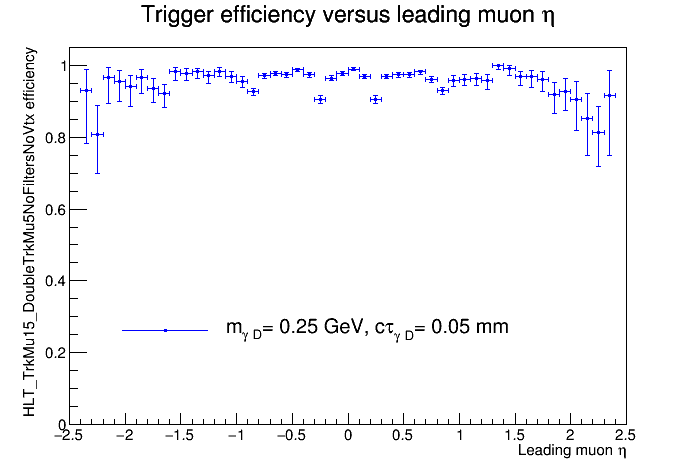 Trigger efficiency versus leading muon η
HLT_TrkMu15_DoubleTrkMu5NoFiltersNoVtx efficiency
1
0.8
0.6
0.4
0.2
0
m_γ D= 0.25 GeV, cτ_γ D= 0.05 mm
−2.5 −2 −1.5 −1 −0.5 0 0.5 1 1.5 2 2.5
Leading muon η